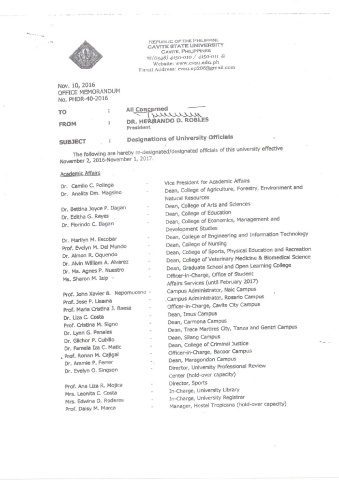 REPUBLIC OF THE PHILIPPINES
CAVITE STATE UNIVERSITY
CAVITE, PHILIPPINES
Website: www.cvsu.edu.ph
Nov. 10, 2016
OFFICE MEMORANDUM
No. PHDR-40-2016
TO : All Concerned
FROM : DR. HERNANDO D. ROBLES
President
SUBJECT : Designations of University Officials
The following are hereby re-designated/designated officials of this university effective
November 2, 2016-November 1, 2017.
Academic Affairs
Dr. Camilo C. Polinga - Vice President for Academic Affairs
Dr. Analita Dm. Magsino - Dean, College of Agriculture, Forestry, Environment and
Natural Resources
Dr. Bettina Joyce P. Ilagan - Dean, College of Arts and Sciences
Dr. Editha G. Reyes - Dean, College of Education
Dr. Florindo C. Ilagan - Dean, College of Economics, Management and
Development Studies
Dr. Marilyn M. Escobar - Dean, College of Engineering and Information Technology
Prof. Evelyn M. Del Mundo - Dean, College of Nursing
Dr. Simon R. Oquendo - Dean, College of Sports, Physical Education and Recreation
Dr. Alvin William A. Alvarez - Dean, College of Veterinary Medicine & Biomedical Science
Dr. Ma. Agnes P. Nuestro - Dean, Graduate School and Open Learning College
Ms. Sharon M. Isip - Officer-in-Charge, Office of Student
Affairs Services (until February 2017)
Prof. John Xavier B. Nepomuceno - Campus Administrator, Naic Campus
Prof. Jose P. Lisama - Campus Administrator, Rosario Campus
Prof. Maria Cristina J. Baesa - Officer-in-Charge, Cavite City Campus
Dr. Liza C. Costa - Dean, Imus Campus
Prof. Cristina M. Signo - Dean, Carmona Campus
Dr. Lynn G. Penales - Dean, Trece Martires City, Tanza and Gentri Campus
Dr. Gilchor P. Cubillo - Dean, Silang Campus
Dr. Famela Iza C. Matic - Dean, College of Criminal Justice
Prof. Ronan M. Cajigal - Officer-in-Charge, Bacoor Campus
Dr. Ammie P. Ferrer - Dean, Maragondon Campus
Dr. Evelyn O. Singson - Director, University Professional Review
Center (hold-over capacity)
Prof. Ana Liza R. Mojica - Director, Sports
Mrs. Leonila C. Costa - In-Charge, University Library
Mrs. Edwina O. Roderos - In-Charge, University Registrar
Prof. Daisy M. Marca - Manager, Hostel Tropicana (hold-over capacity)